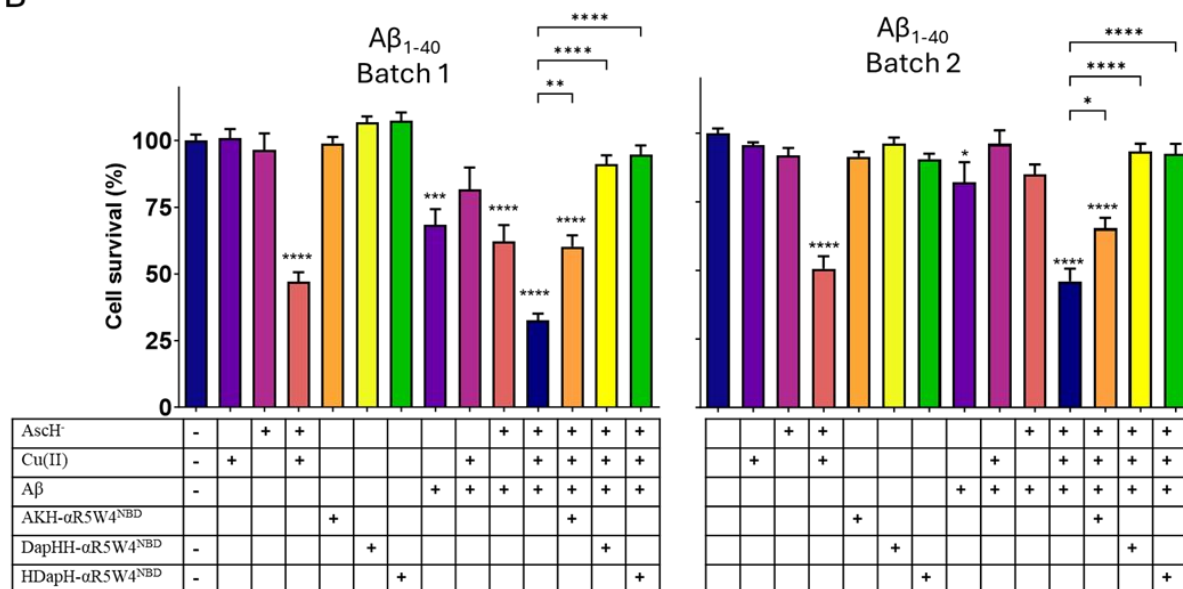 Aβ1-40
Batch 1
Aβ1-40
Batch 2
**** ****
**** ****
** *
Cell survival (%)
100
75
50
25
0
**** *** **** **** ****
**** * **** ****
AscH- - + + + + + + + + + + + + + +
Cu(II) - + + + + + + + + + + + + + +
Aβ - + + + + + + + + + + + + + +
AKH-αR5W4NBD + + + +
DapHH-αR5W4NBD - + + + +
HDapH-αR5W4NBD - + + + +